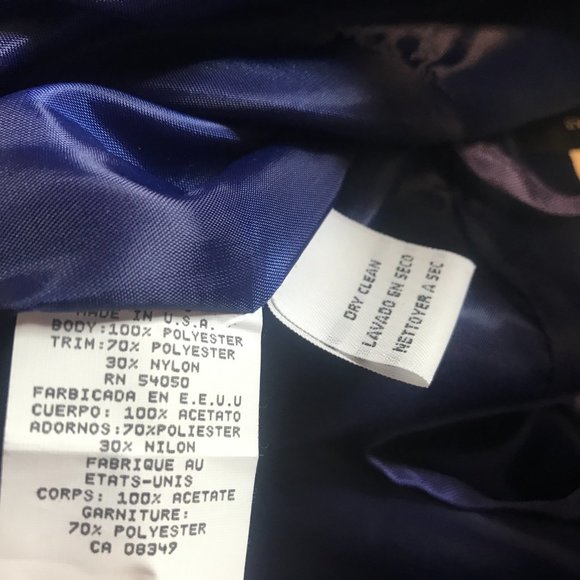 MADE IN U.S.A.
BODY:100% POLYESTER
TRIM:70% POLYESTER
30% NYLON
RN 54050
FARBICADA EN E.E.U.U
CUERPO: 100% ACETATO
ADORNOS:70%POLIESTER
30% NILON
FABRIQUE AU
ETATS-UNIS
CORPS: 100% ACETATE
GARNITURE:
70% POLYESTER
CA 08349
DRY CLEAN
LAVADO EN SECO
NETTOYER A SEC